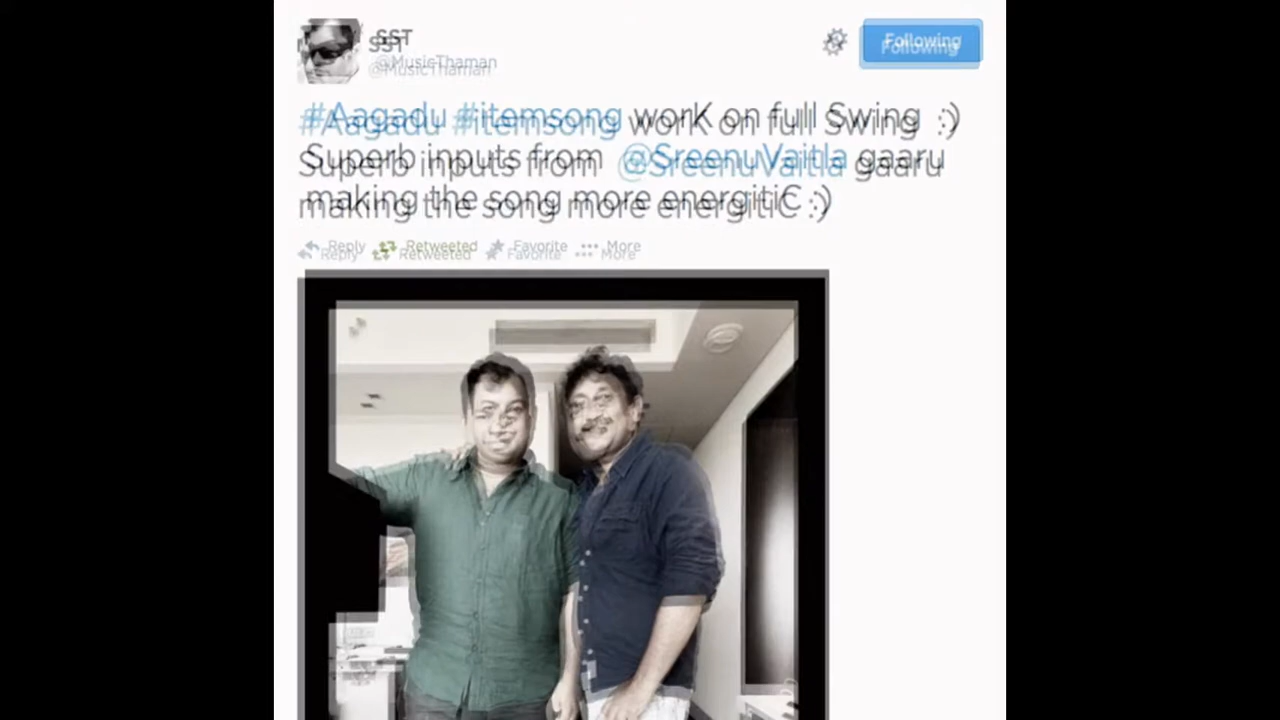 SST
@MusicThaman
Following
#Aagadu #itemsong worK on full Swing :)
Superb inputs from @SreenuVaitla gaaru
making the song more energitiC :)
Reply Retweeted Favorite More